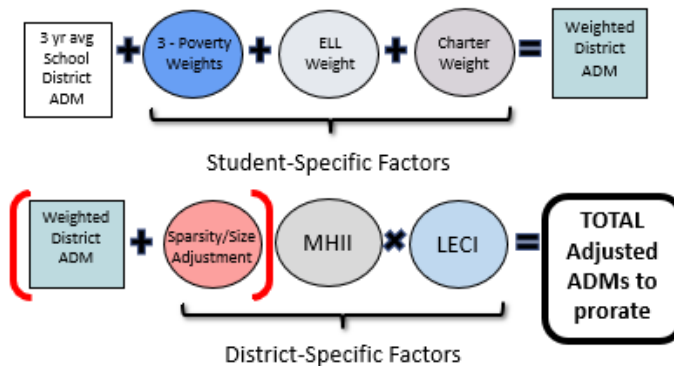 3 yr avg
School
District
ADM
+
3 - Poverty
Weights
+
ELL
Weight
+
Charter
Weight
=
Weighted
District
ADM
Student-Specific Factors
(
Weighted
District
ADM
+
Sparsity/Size
Adjustment
)
MHII
×
LECI
=
TOTAL
Adjusted
ADMs to
prorate
District-Specific Factors